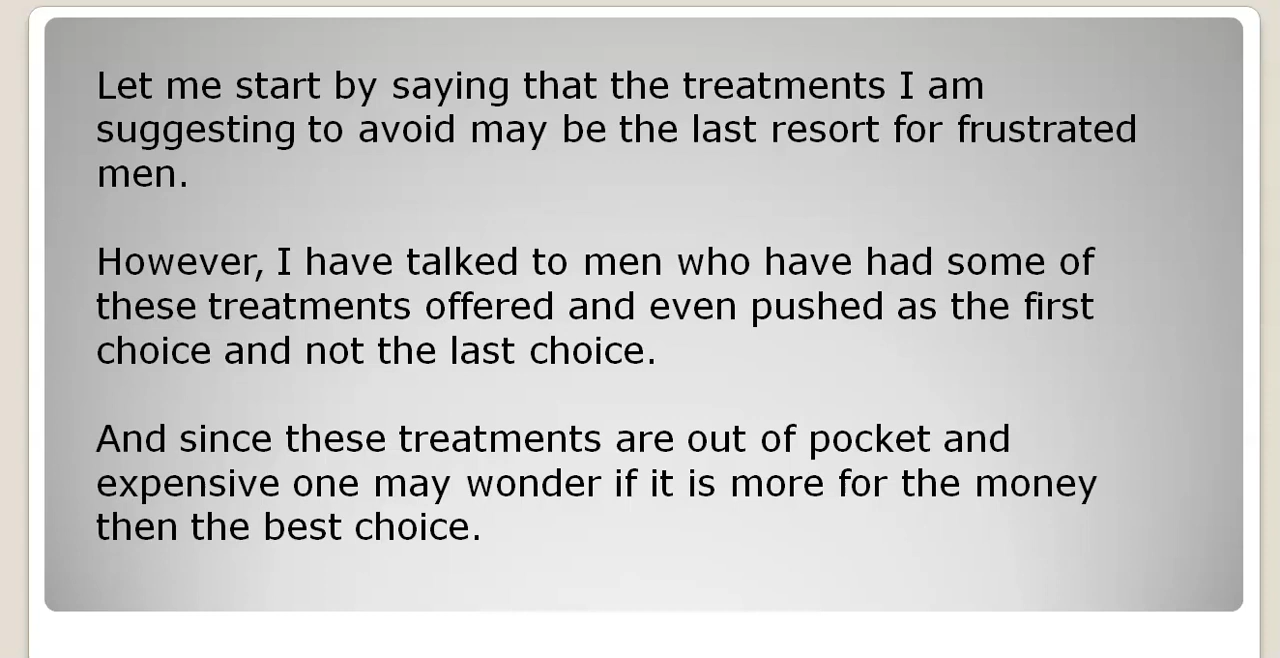 Let me start by saying that the treatments I am
suggesting to avoid may be the last resort for frustrated
men.
However, I have talked to men who have had some of
these treatments offered and even pushed as the first
choice and not the last choice.
And since these treatments are out of pocket and
expensive one may wonder if it is more for the money
then the best choice.